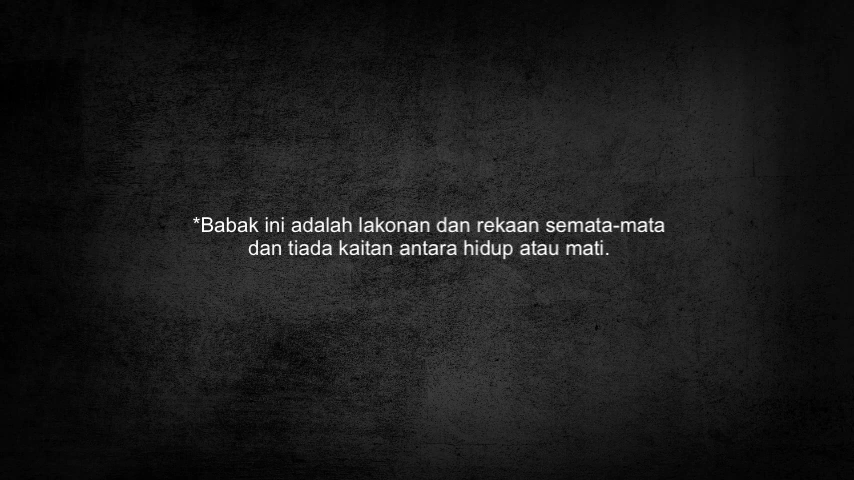 *Babak ini adalah lakonan dan rekaan semata-mata
dan tiada kaitan antara hidup atau mati.